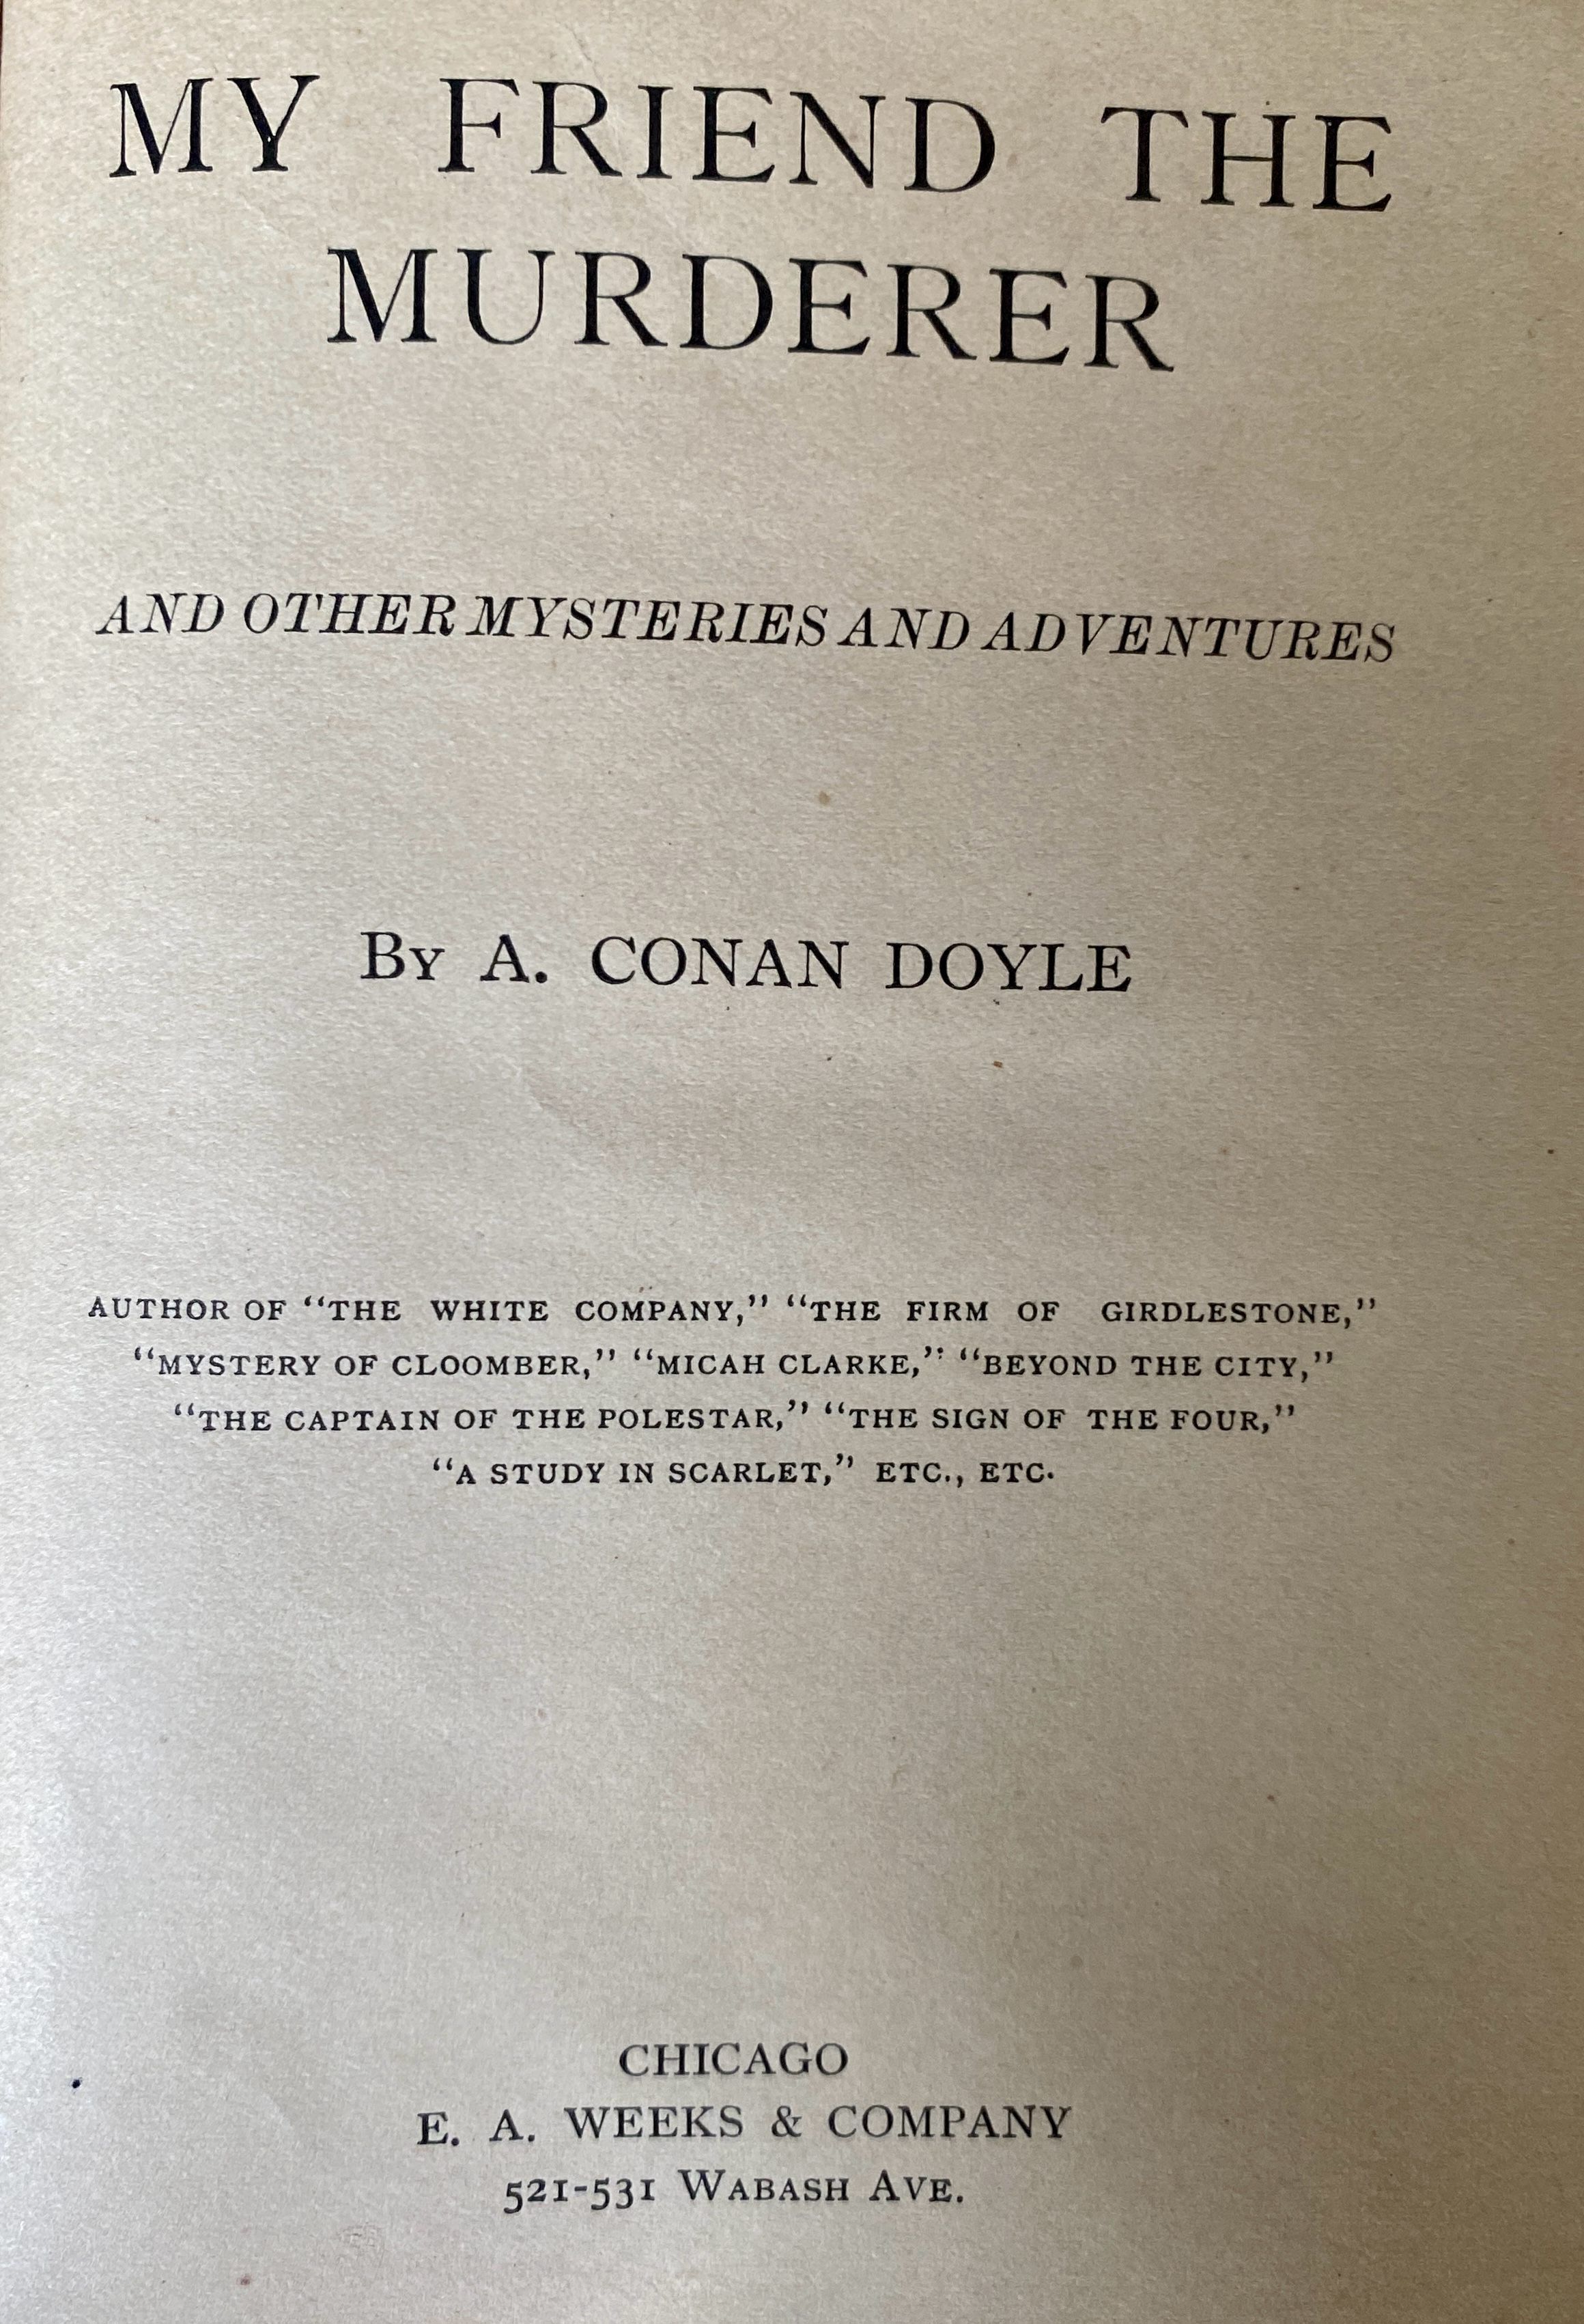 MY FRIEND THE
MURDERER
AND OTHER MYSTERIES AND ADVENTURES
By A. CONAN DOYLE
AUTHOR OF “THE WHITE COMPANY,” “THE FIRM OF GIRDLESTONE,”
“MYSTERY OF CLOOMBER,” “MICAH CLARKE,” “BEYOND THE CITY,”
“THE CAPTAIN OF THE POLESTAR,” “THE SIGN OF THE FOUR,”
“A STUDY IN SCARLET,” ETC., ETC.
CHICAGO
E. A. WEEKS & COMPANY
521-531 WABASH AVE.